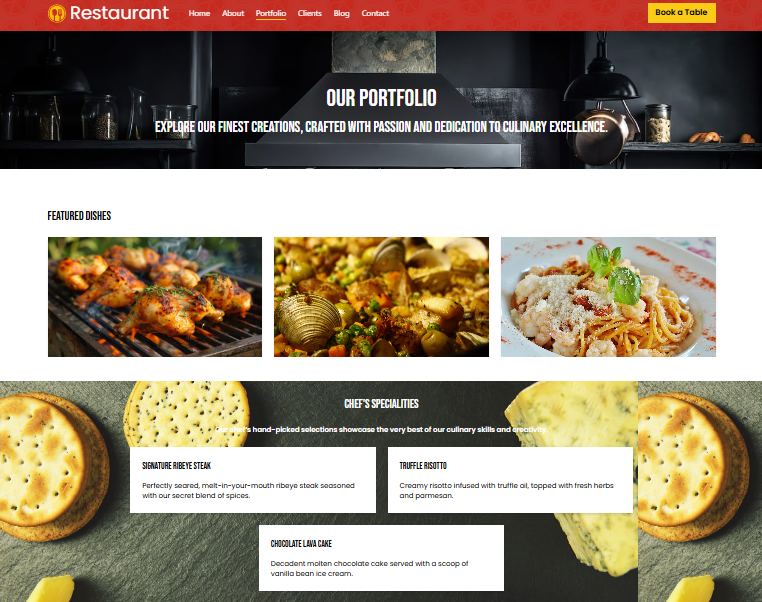 Restaurant
Home About Portfolio Clients Blog Contact
Book a Table
OUR PORTFOLIO
EXPLORE OUR FINEST CREATIONS, CRAFTED WITH PASSION AND DEDICATION TO CULINARY EXCELLENCE.
FEATURED DISHES
CHEF'S SPECIALITIES
Our chef's hand-picked selections showcase the very best of our culinary skills and creativity.
SIGNATURE RIBEYE STEAK
Perfectly seared, melt-in-your-mouth ribeye steak seasoned
with our secret blend of spices.
TRUFFLE RISOTTO
Creamy risotto infused with truffle oil, topped with fresh herbs
and parmesan.
CHOCOLATE LAVA CAKE
Decadent molten chocolate cake served with a scoop of
vanilla bean ice cream.